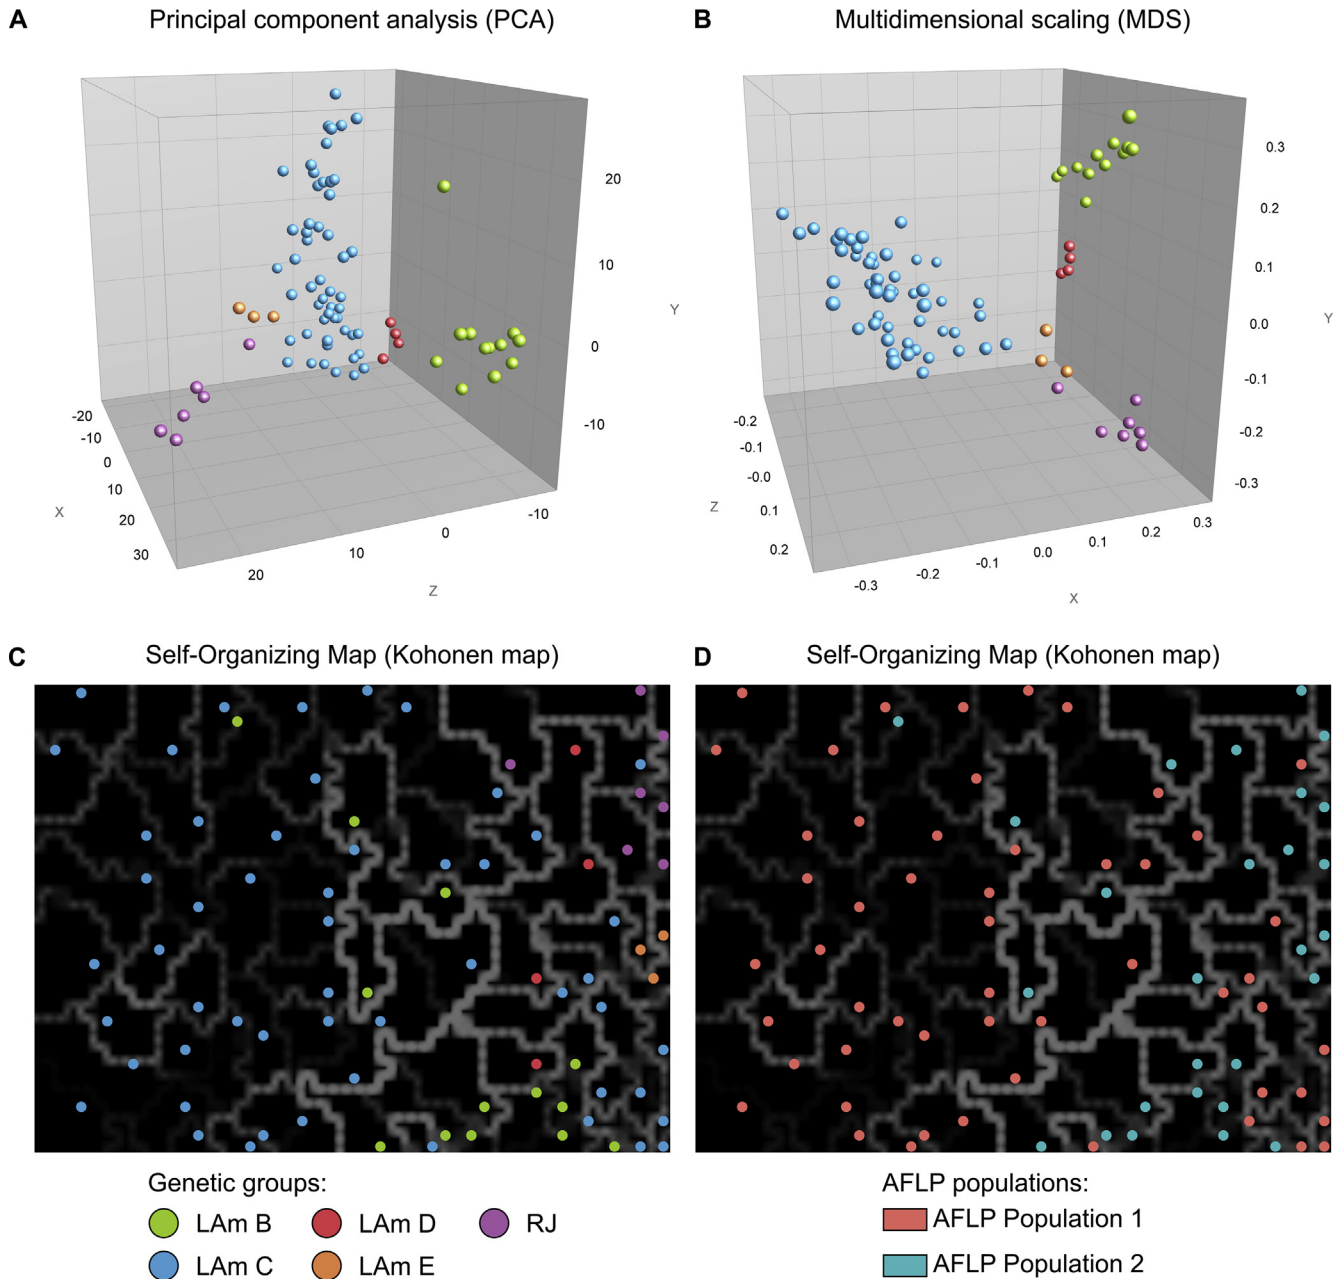 A Principal component analysis (PCA)
20
10
0
-10
Y
-20
-10
0
10
20
30
X
20
10
0
-10
Z
B Multidimensional scaling (MDS)
0.3
0.2
0.1
0.0
-0.1
-0.2
-0.3
Y
-0.2
-0.1
-0.0
0.1
0.2
Z
-0.3
-0.2
-0.1
0.0
0.1
0.2
0.3
X
C Self-Organizing Map (Kohonen map)
D Self-Organizing Map (Kohonen map)
Genetic groups:
LAm B LAm D RJ
LAm C LAm E
AFLP populations:
AFLP Population 1
AFLP Population 2